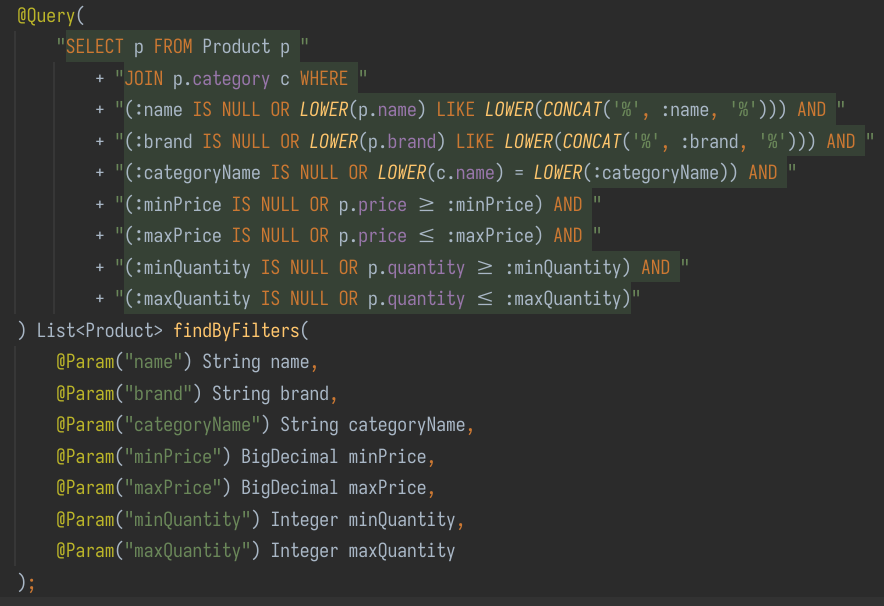 @Query(
"SELECT p FROM Product p "
+ "JOIN p.category c WHERE "
+ "(:name IS NULL OR LOWER(p.name) LIKE LOWER(CONCAT('%', :name, '%'))) AND "
+ "(:brand IS NULL OR LOWER(p.brand) LIKE LOWER(CONCAT('%', :brand, '%'))) AND "
+ "(:categoryName IS NULL OR LOWER(c.name) = LOWER(:categoryName)) AND "
+ "(:minPrice IS NULL OR p.price ≥ :minPrice) AND "
+ "(:maxPrice IS NULL OR p.price ≤ :maxPrice) AND "
+ "(:minQuantity IS NULL OR p.quantity ≥ :minQuantity) AND "
+ "(:maxQuantity IS NULL OR p.quantity ≤ :maxQuantity)"
) List<Product> findByFilters(
@Param("name") String name,
@Param("brand") String brand,
@Param("categoryName") String categoryName,
@Param("minPrice") BigDecimal minPrice,
@Param("maxPrice") BigDecimal maxPrice,
@Param("minQuantity") Integer minQuantity,
@Param("maxQuantity") Integer maxQuantity
);